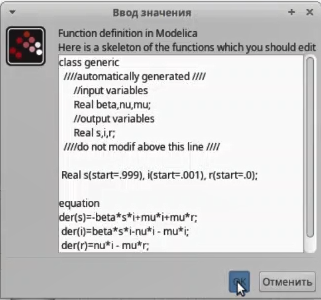 Ввод значения
Function definition in Modelica
Here is a skeleton of the functions which you should edit
class generic
////automatically generated ////
//input variables
Real beta,nu,mu;
//output variables
Real s,i,r;
////do not modif above this line ////
Real s(start=.999), i(start=.001), r(start=.0);
equation
der(s)=-beta*s*i+mu*i+mu*r;
der(i)=beta*s*i-nu*i - mu*i;
der(r)=nu*i - mu*r;
OK Отменить